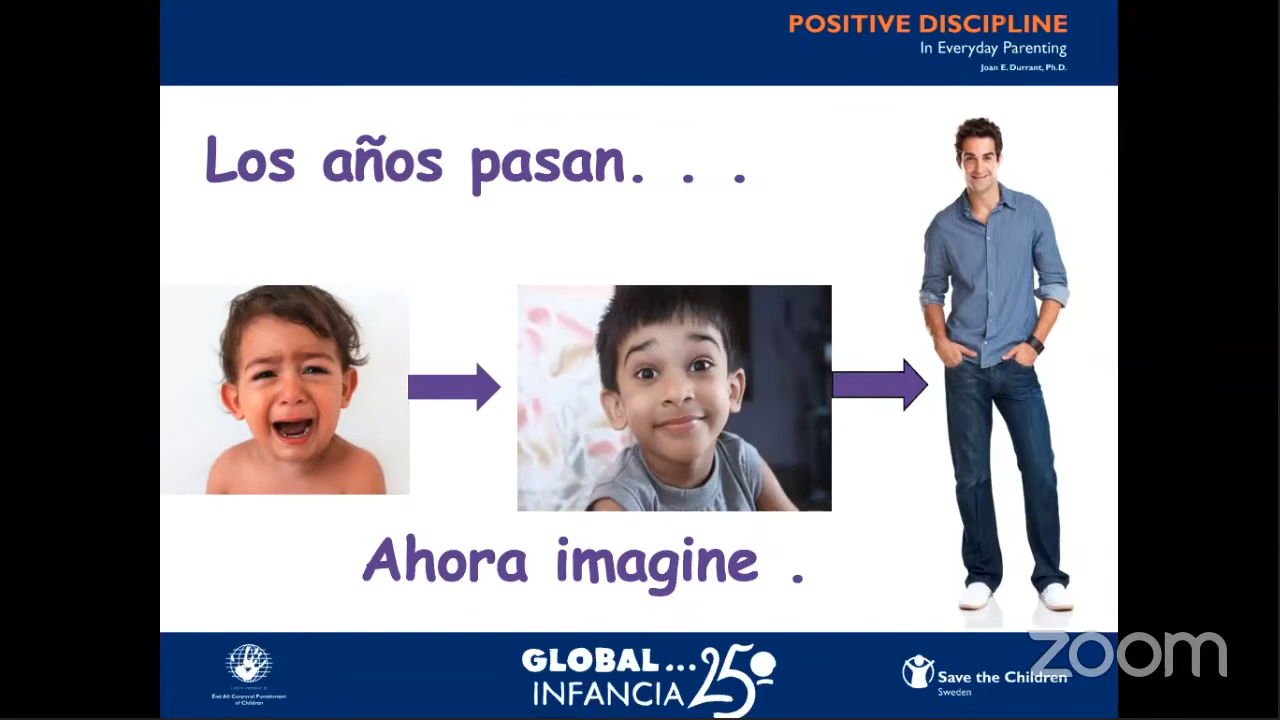 POSITIVE DISCIPLINE
In Everyday Parenting
Joan E. Durrant, Ph.D.
Los años pasan. . .
Ahora imagine .
End All Corporal Punishment
of Children
GLOBAL... 25º
INFANCIA
Save the Children
Sweden
zoom